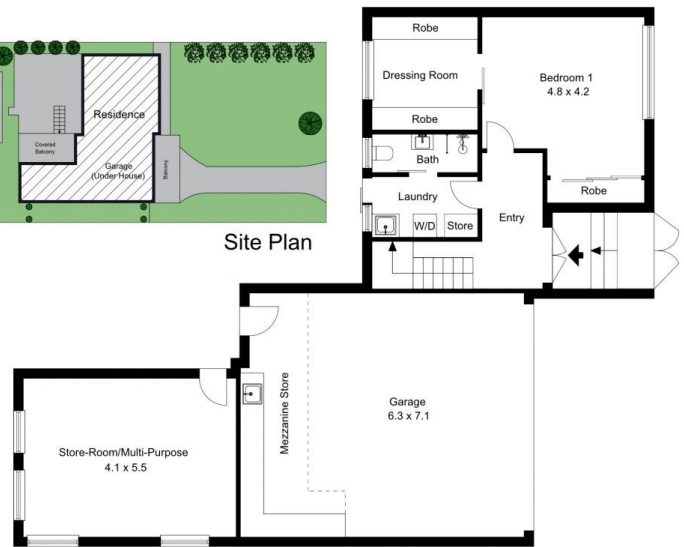 Residence
Covered
Balcony
Garage
(Under House)
Balcony
Site Plan
Robe
Dressing Room
Robe
Bedroom 1
4.8 x 4.2
Robe
Bath
Laundry
W/D
Store
Entry
Mezzanine Store
Garage
6.3 x 7.1
Store-Room/Multi-Purpose
4.1 x 5.5